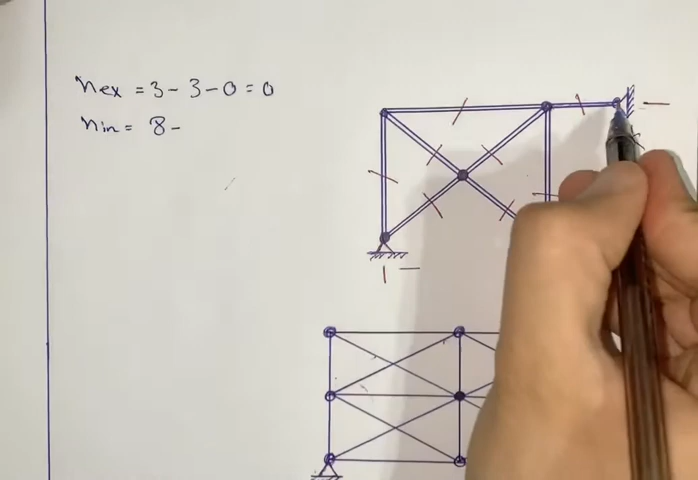 nex = 3 - 3 - 0 = 0
nin = 8 -